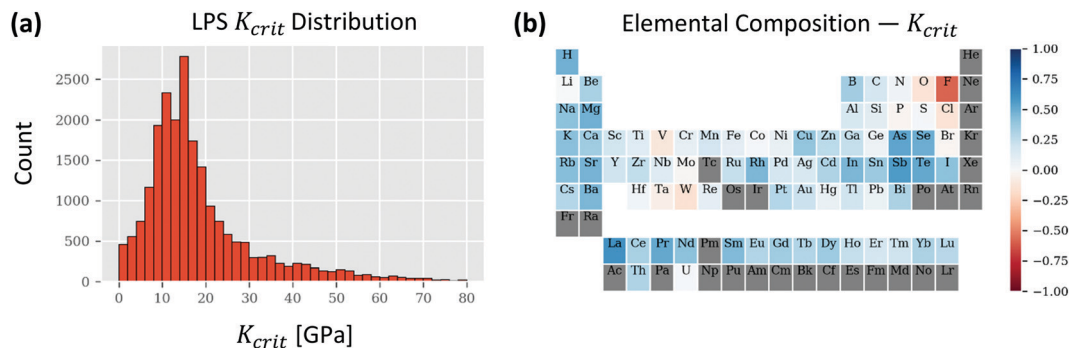 (a)
LPS K_crit Distribution
Count
2500
2000
1500
1000
500
0
0 10 20 30 40 50 60 70 80
K_crit [GPa]
(b)
Elemental Composition — K_crit
H He
Li Be B C N O F Ne
Na Mg Al Si P S Cl Ar
K Ca Sc Ti V Cr Mn Fe Co Ni Cu Zn Ga Ge As Se Br Kr
Rb Sr Y Zr Nb Mo Tc Ru Rh Pd Ag Cd In Sn Sb Te I Xe
Cs Ba Hf Ta W Re Os Ir Pt Au Hg Tl Pb Bi Po At Rn
Fr Ra
La Ce Pr Nd Pm Sm Eu Gd Tb Dy Ho Er Tm Yb Lu
Ac Th Pa U Np Pu Am Cm Bk Cf Es Fm Md No Lr
1.00
0.75
0.50
0.25
0.00
−0.25
−0.50
−0.75
−1.00